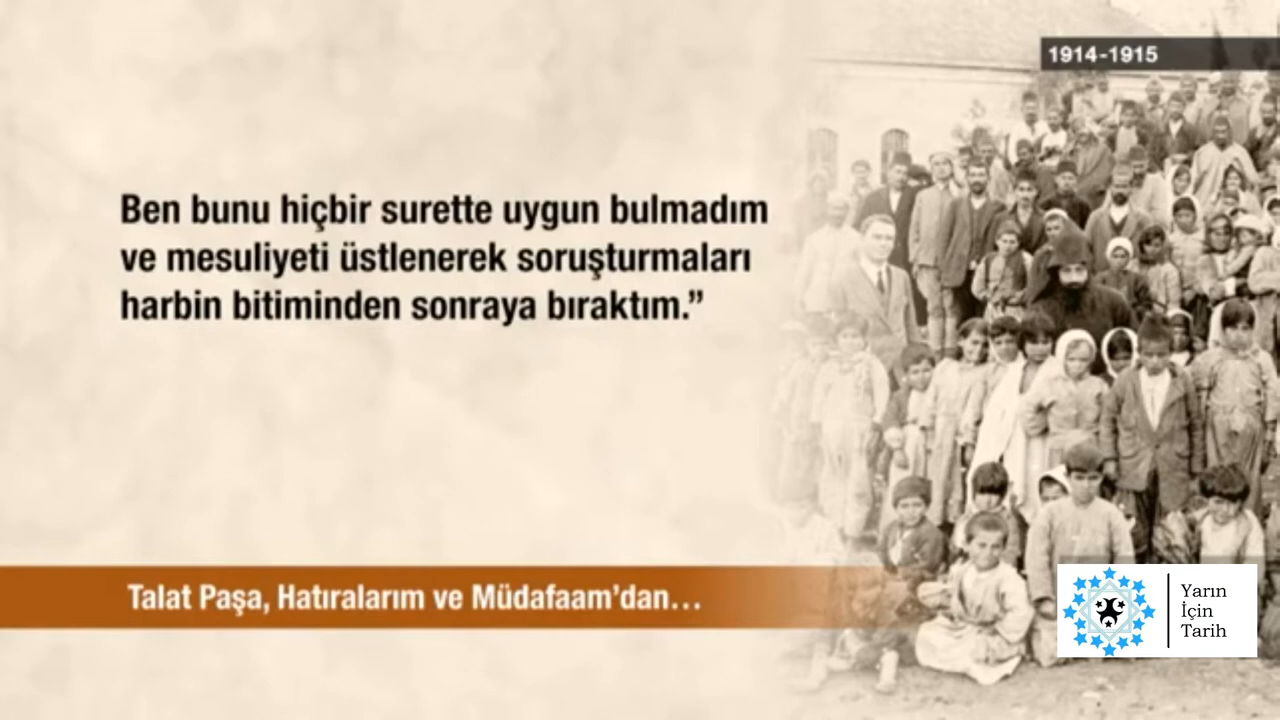 1914-1915
Ben bunu hiçbir surette uygun bulmadım
ve mesuliyeti üstlenerek soruşturmaları
harbin bitiminden sonraya bıraktım.”
Talat Paşa, Hatıralarım ve Müdafaam’dan...
Yarın
İçin
Tarih